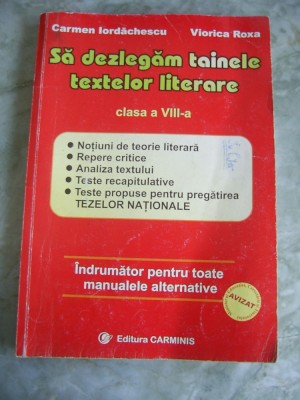 Carmen Iordăchescu Viorica Roxa
Să dezlegăm tainele
textelor literare
clasa a VIII-a
• Noțiuni de teorie literară
• Repere critice
• Analiza textului
• Teste recapitulative
• Teste propuse pentru pregătirea
TEZELOR NAȚIONALE
Îndrumător pentru toate
manualele alternative
AVIZAT
Editura CARMINIS